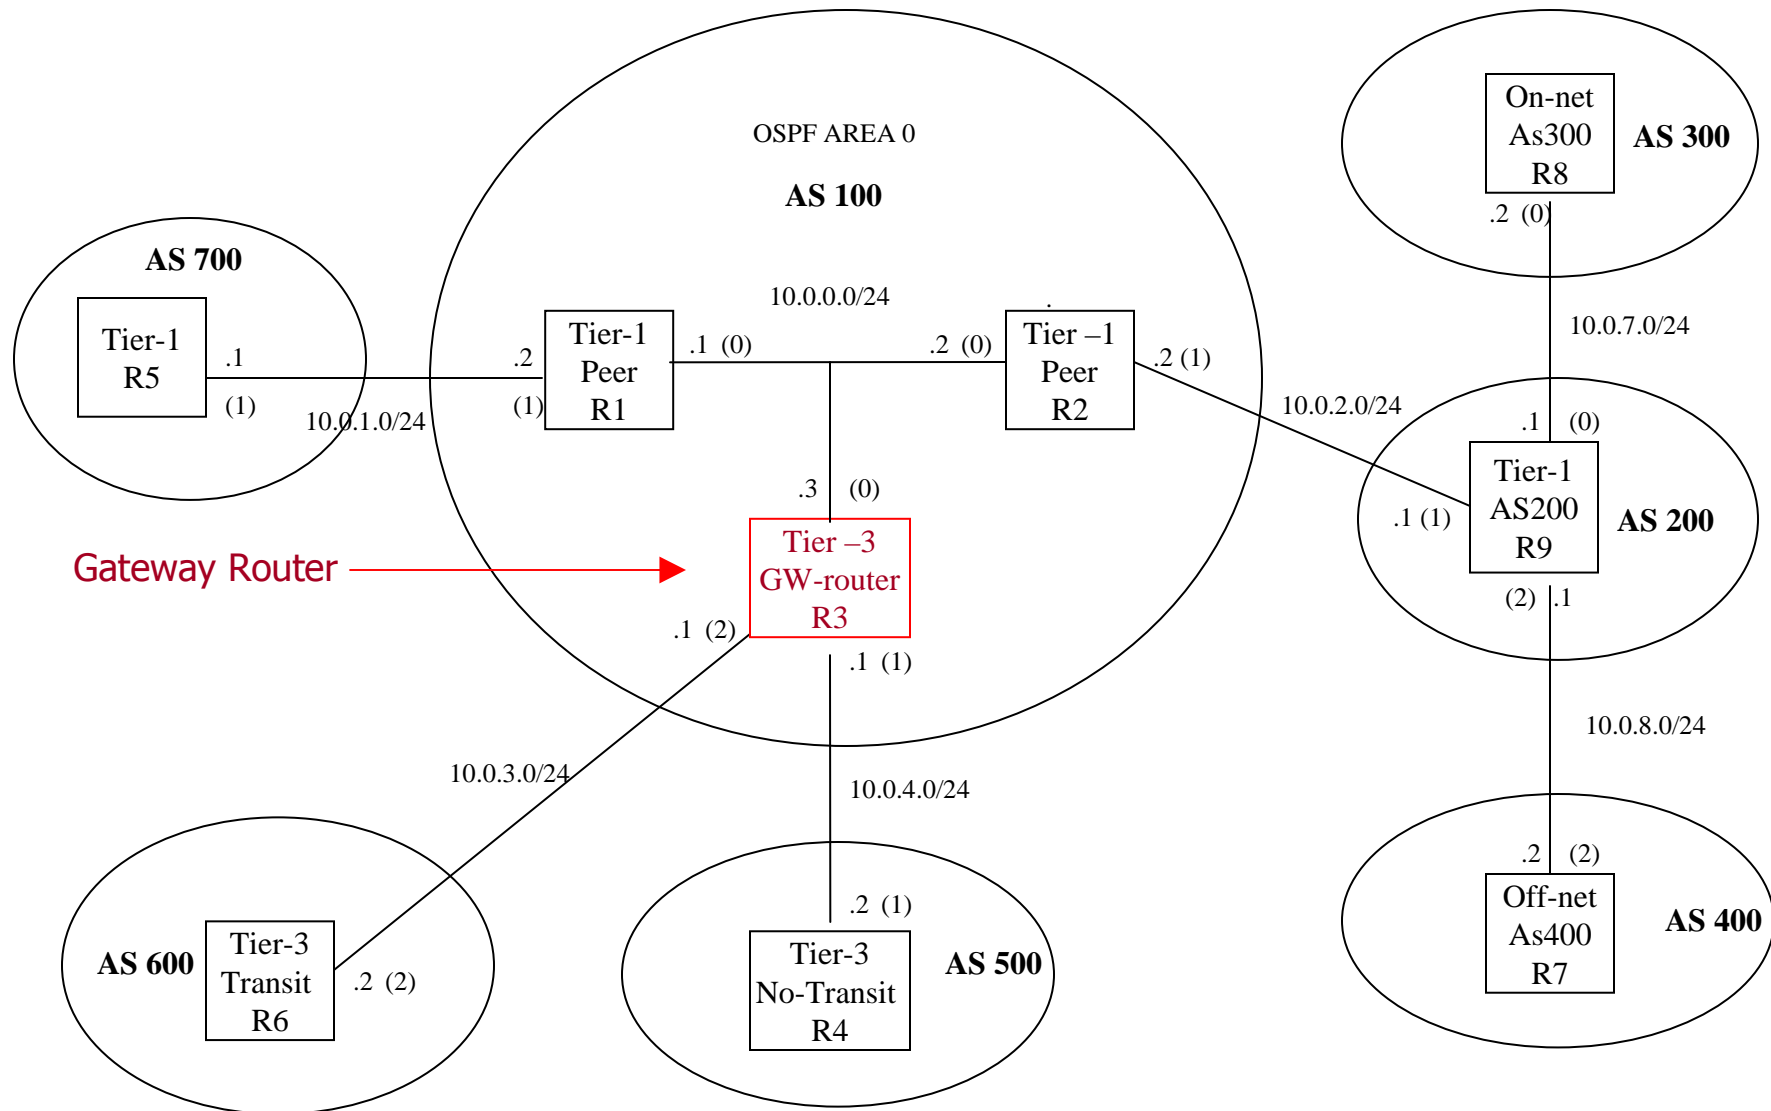 On-net
As300
R8
AS 300
.2 (0)
OSPF AREA 0
AS 100
AS 700
Tier-1
R5
.1
(1)
10.0.1.0/24
.2
(1)
Tier-1
Peer
R1
.1 (0)
10.0.0.0/24
.2 (0)
.
Tier –1
Peer
R2
.2 (1)
10.0.2.0/24
10.0.7.0/24
.1 (0)
.1 (1)
Tier-1
AS200
R9
AS 200
(2) .1
.3 (0)
Gateway Router
Tier –3
GW-router
R3
.1 (2)
.1 (1)
10.0.3.0/24
10.0.4.0/24
10.0.8.0/24
AS 600
Tier-3
Transit
R6
.2 (2)
.2 (1)
Tier-3
No-Transit
R4
AS 500
.2 (2)
Off-net
As400
R7
AS 400